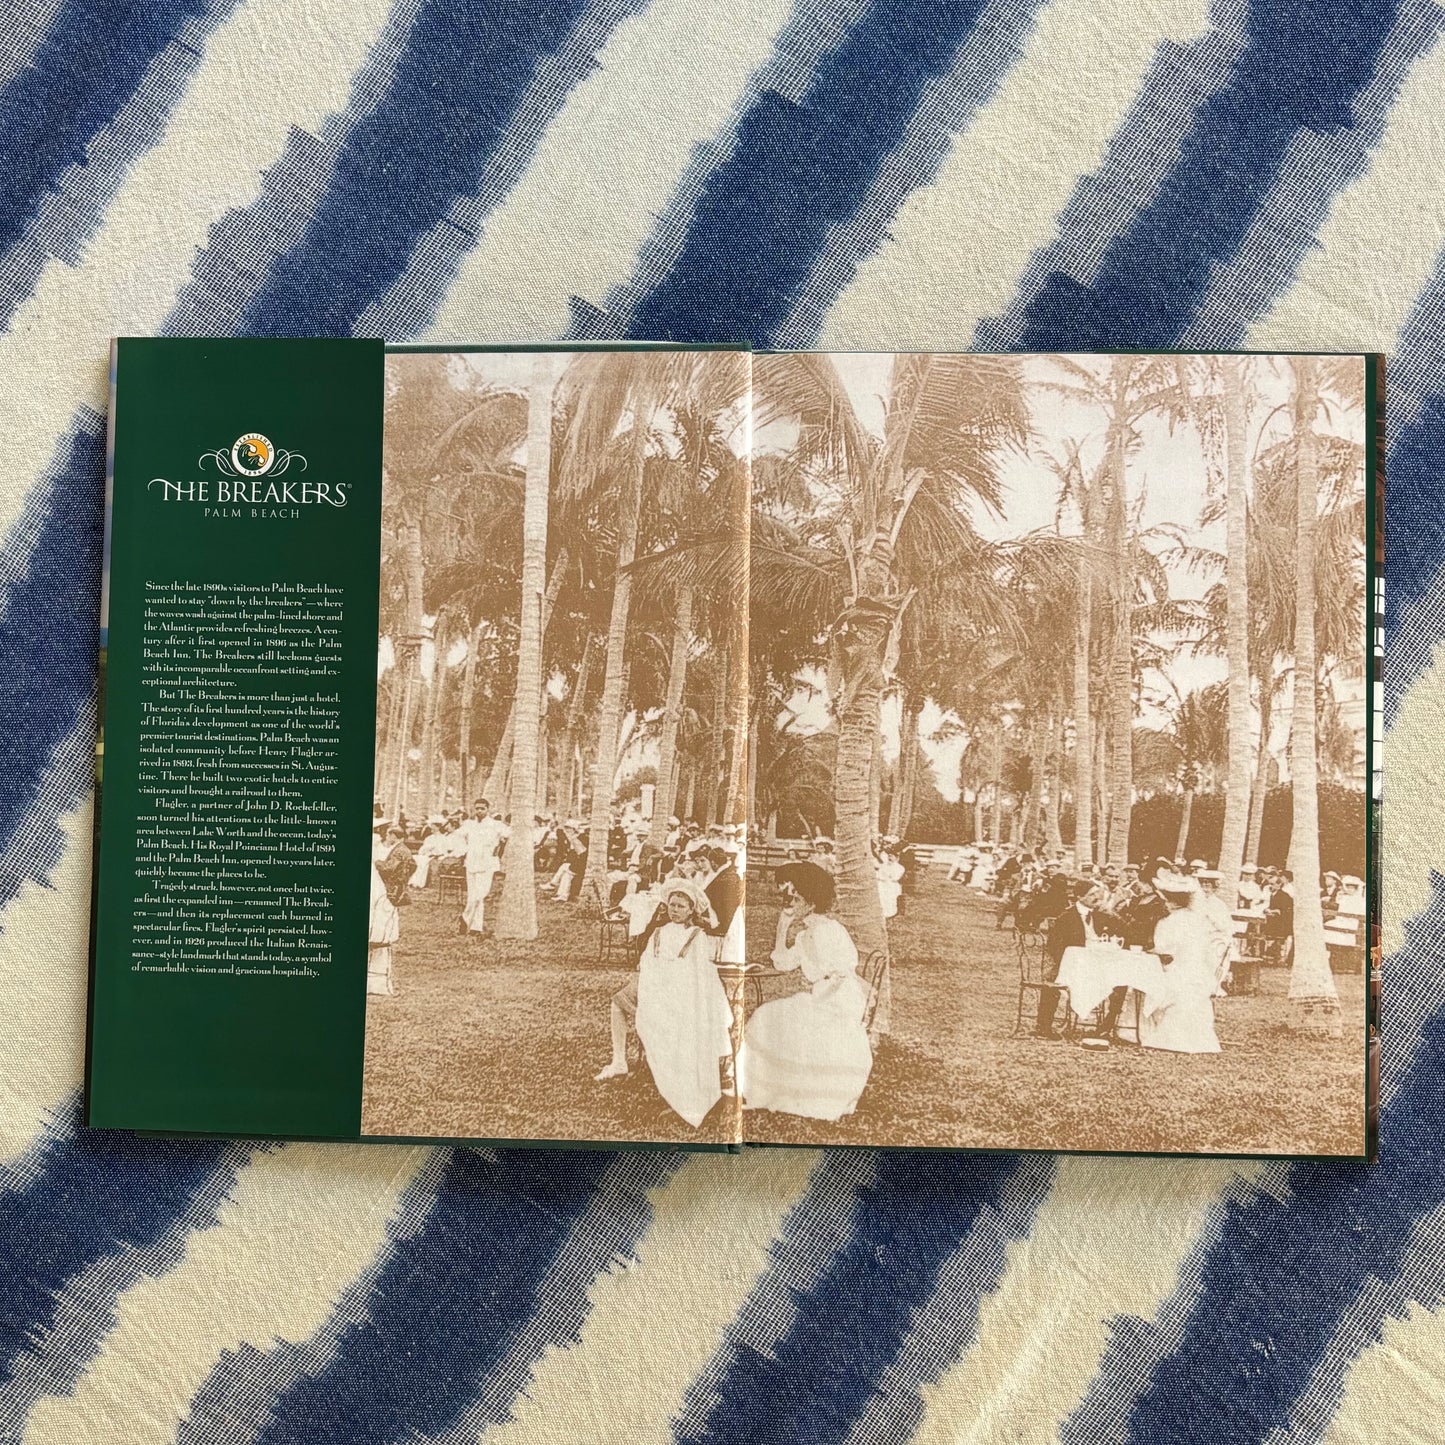 ESTABLISHED
1896
THE BREAKERS®
PALM BEACH
Since the late 1890s visitors to Palm Beach have
wanted to stay "down by the breakers"—where
the waves wash against the palm-lined shore and
the Atlantic provides refreshing breezes. A cen-
tury after it first opened in 1896 as the Palm
Beach Inn, The Breakers still beckons guests
with its incomparable oceanfront setting and ex-
ceptional architecture.
But The Breakers is more than just a hotel.
The story of its first hundred years is the history
of Florida's development as one of the world's
premier tourist destinations. Palm Beach was an
isolated community before Henry Flagler ar-
rived in 1893, fresh from successes in St. Augus-
tine. There he built two exotic hotels to entice
visitors and brought a railroad to them.
Flagler, a partner of John D. Rockefeller,
soon turned his attentions to the little-known
area between Lake Worth and the ocean, today's
Palm Beach. His Royal Poinciana Hotel of 1894
and the Palm Beach Inn, opened two years later,
quickly became the places to be.
Tragedy struck, however, not once but twice,
as first the expanded inn—renamed The Break-
ers—and then its replacement each burned in
spectacular fires. Flagler's spirit persisted, how-
ever, and in 1926 produced the Italian Renais-
sance-style landmark that stands today, a symbol
of remarkable vision and gracious hospitality.